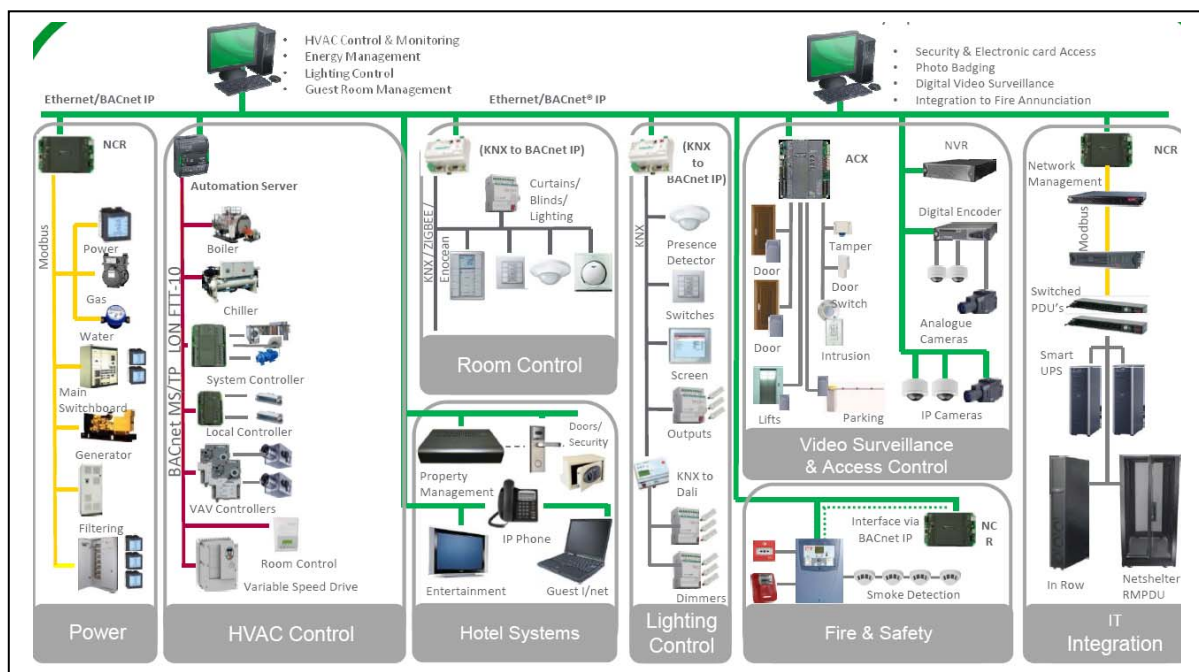 HVAC Control & Monitoring
Energy Management
Lighting Control
Guest Room Management
Security & Electronic card Access
Photo Badging
Digital Video Surveillance
Integration to Fire Annunciation
Ethernet/BACnet IP
Ethernet/BACnet® IP
NCR
Modbus
Power
Gas
Water
Main
Switchboard
Generator
Filtering
Power
Automation Server
BACnet MS/TP LON FTT-10
Boiler
Chiller
System Controller
Local Controller
VAV Controllers
Room Control
Variable Speed Drive
HVAC Control
(KNX to BACnet IP)
KNX / ZIGBEE /
Enocean
Curtains/
Blinds/
Lighting
Room Control
Doors/
Security
Property
Management
IP Phone
Entertainment
Guest I/net
Hotel Systems
(KNX
to
BACnet IP)
KNX
Presence
Detector
Switches
Screen
Outputs
KNX to
Dali
Dimmers
Lighting
Control
ACX
NVR
Door
Tamper
Door
Switch
Door
Intrusion
Lifts
Parking
Digital Encoder
Analogue
Cameras
IP Cameras
Video Surveillance
& Access Control
Interface via
BACnet IP
NC
R
Smoke Detection
Fire & Safety
NCR
Network
Management
Modbus
Switched
PDU's
Smart
UPS
In Row
Netshelter
RMPDU
IT
Integration